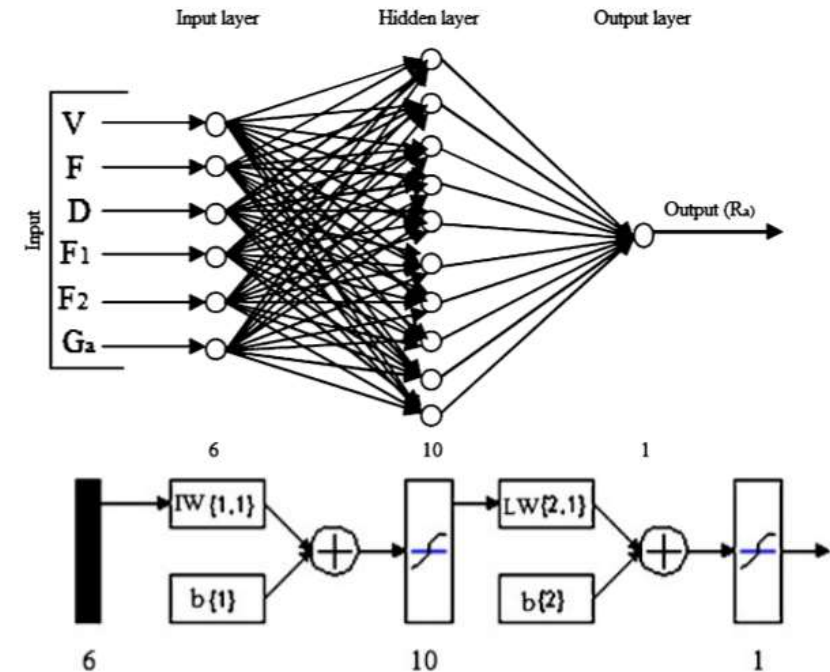 Input layer Hidden layer Output layer
Input
V
F
D
F1
F2
Ga
Output (Ra)
6 10 1
IW{1,1} LW{2,1}
b{1} b{2}
6 10 1